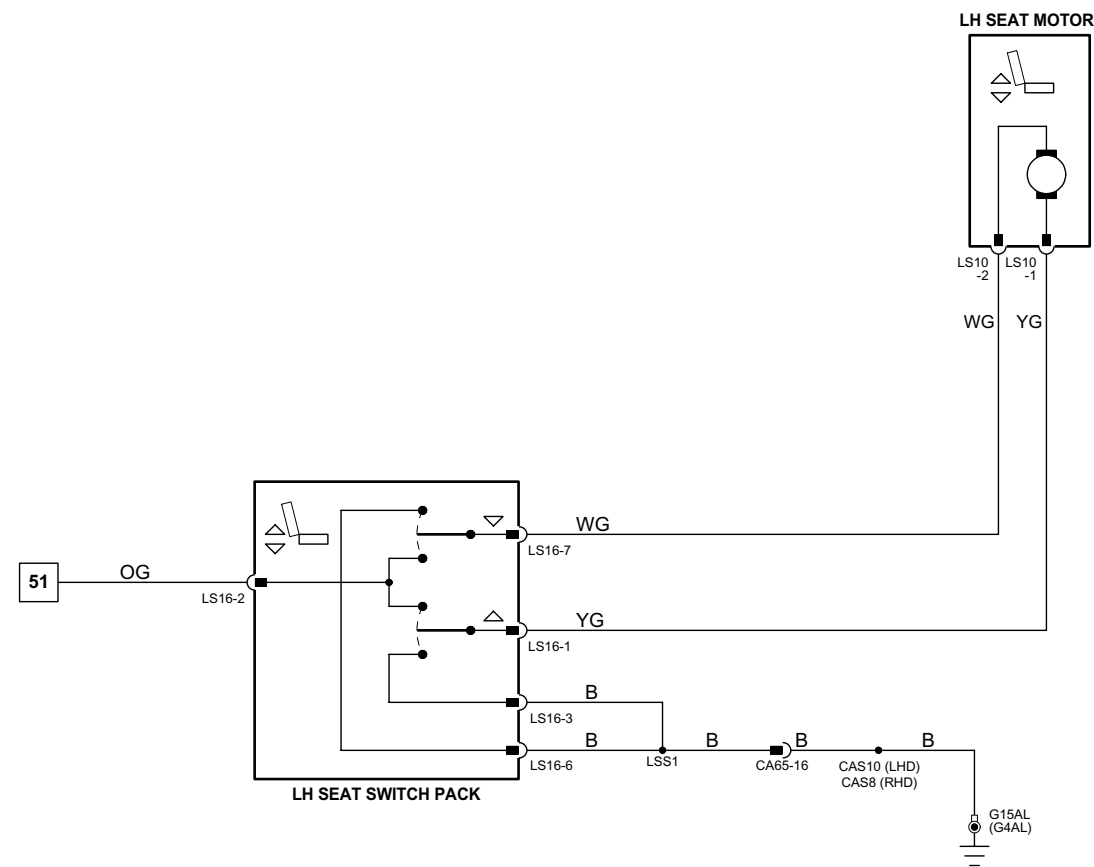 LH SEAT MOTOR
LS10
-2
LS10
-1
WG
YG
WG
LS16-7
51
OG
LS16-2
YG
LS16-1
B
LS16-3
B
B
B
B
LS16-6
LSS1
CA65-16
CAS10 (LHD)
CAS8 (RHD)
LH SEAT SWITCH PACK
G15AL
(G4AL)